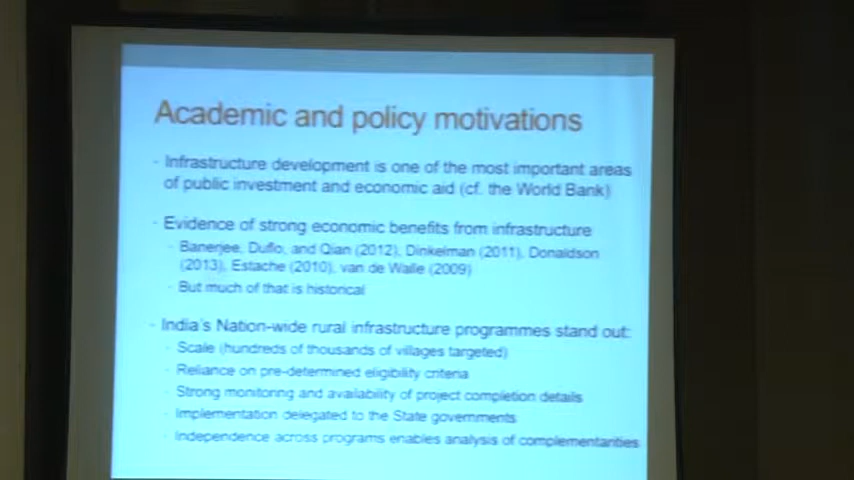 Academic and policy motivations
- Infrastructure development is one of the most important areas
of public investment and economic aid (cf. the World Bank)
- Evidence of strong economic benefits from infrastructure
- Banerjee, Duflo, and Qian (2012), Dinkelman (2011), Donaldson
(2013), Estache (2010), van de Walle (2009)
- But much of that is historical
- India's Nation-wide rural infrastructure programmes stand out:
- Scale (hundreds of thousands of villages targeted)
- Reliance on pre-determined eligibility criteria
- Strong monitoring and availability of project completion details
- Implementation delegated to the State governments
- Independence across programs enables analysis of complementarities